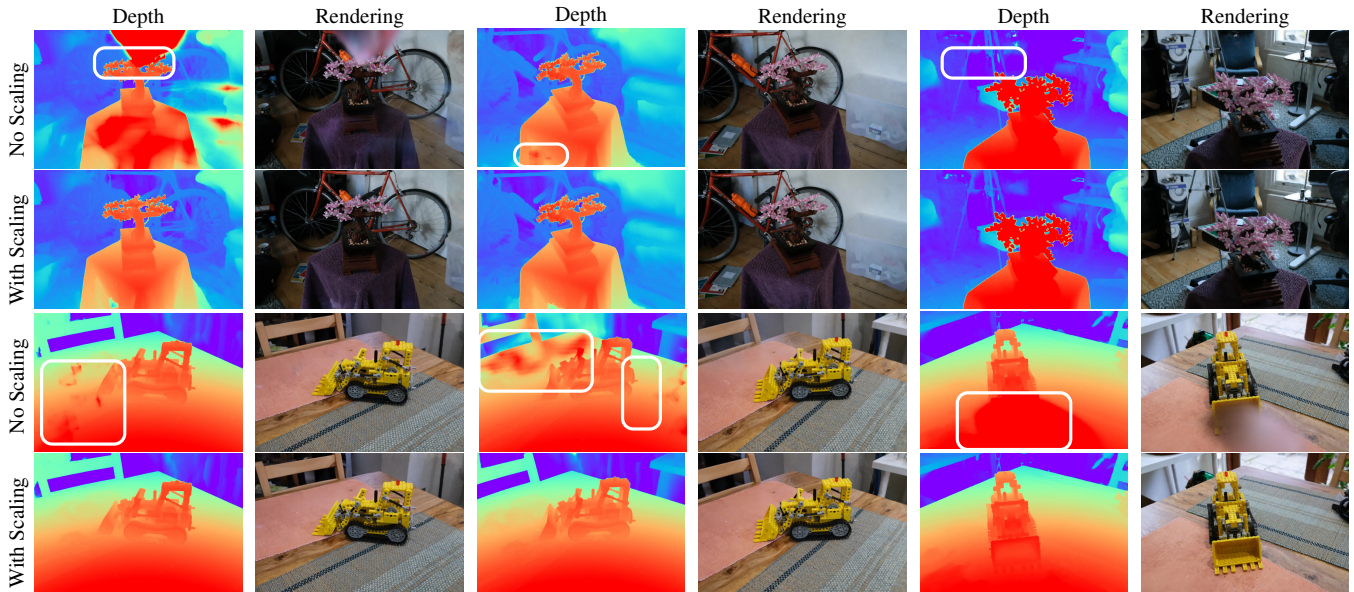 Depth Rendering Depth Rendering Depth Rendering
No Scaling
With Scaling
No Scaling
With Scaling